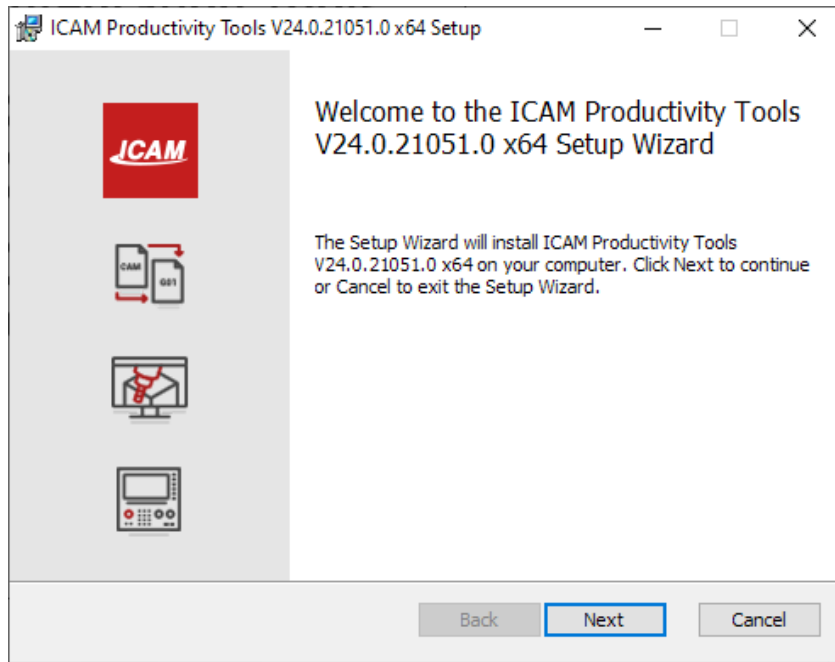 ICAM Productivity Tools V24.0.21051.0 x64 Setup
ICAM
Welcome to the ICAM Productivity Tools
V24.0.21051.0 x64 Setup Wizard
CAM
G01
The Setup Wizard will install ICAM Productivity Tools
V24.0.21051.0 x64 on your computer. Click Next to continue
or Cancel to exit the Setup Wizard.
Back Next Cancel